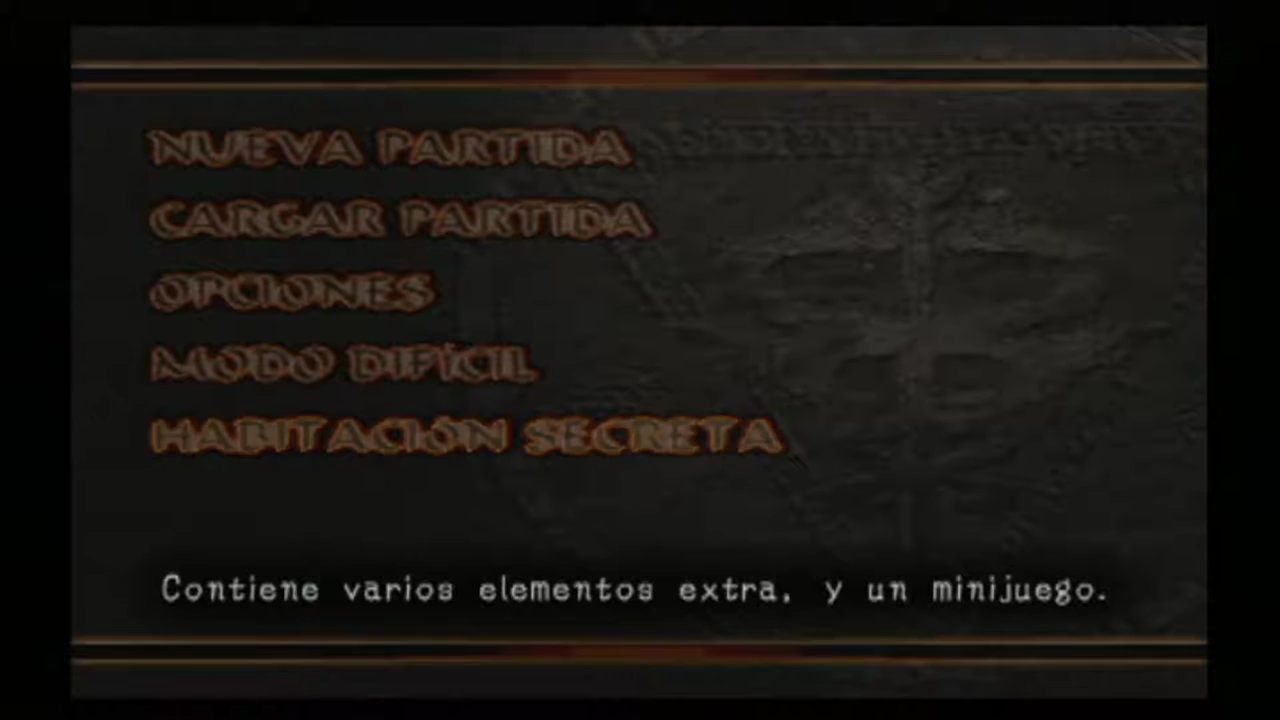 NUEVA PARTIDA
CARGAR PARTIDA
OPCIONES
MODO DIFÍCIL
HABITACIÓN SECRETA
Contiene varios elementos extra, y un minijuego.